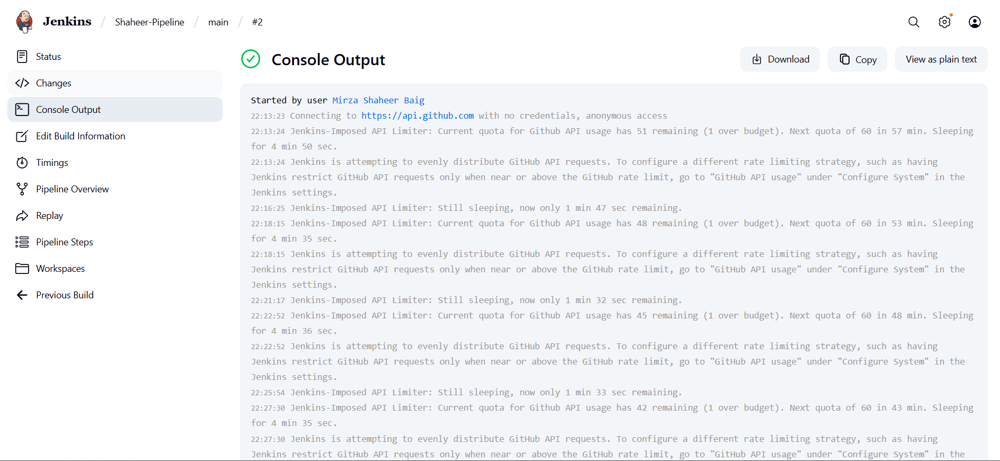 Jenkins / Shaheer-Pipeline / main / #2
Status
Changes
Console Output
Edit Build Information
Timings
Pipeline Overview
Replay
Pipeline Steps
Workspaces
Previous Build
Console Output
Download
Copy
View as plain text
Started by user Mirza Shaheer Baig
22:13:23 Connecting to https://api.github.com with no credentials, anonymous access
22:13:24 Jenkins-Imposed API Limiter: Current quota for Github API usage has 51 remaining (1 over budget). Next quota of 60 in 57 min. Sleeping
for 4 min 50 sec.
22:13:24 Jenkins is attempting to evenly distribute GitHub API requests. To configure a different rate limiting strategy, such as having
Jenkins restrict GitHub API requests only when near or above the GitHub rate limit, go to "GitHub API usage" under "Configure System" in the
Jenkins settings.
22:16:25 Jenkins-Imposed API Limiter: Still sleeping, now only 1 min 47 sec remaining.
22:18:15 Jenkins-Imposed API Limiter: Current quota for Github API usage has 48 remaining (1 over budget). Next quota of 60 in 53 min. Sleeping
for 4 min 35 sec.
22:18:15 Jenkins is attempting to evenly distribute GitHub API requests. To configure a different rate limiting strategy, such as having
Jenkins restrict GitHub API requests only when near or above the GitHub rate limit, go to "GitHub API usage" under "Configure System" in the
Jenkins settings.
22:21:17 Jenkins-Imposed API Limiter: Still sleeping, now only 1 min 32 sec remaining.
22:22:52 Jenkins-Imposed API Limiter: Current quota for Github API usage has 45 remaining (1 over budget). Next quota of 60 in 48 min. Sleeping
for 4 min 36 sec.
22:22:52 Jenkins is attempting to evenly distribute GitHub API requests. To configure a different rate limiting strategy, such as having
Jenkins restrict GitHub API requests only when near or above the GitHub rate limit, go to "GitHub API usage" under "Configure System" in the
Jenkins settings.
22:25:54 Jenkins-Imposed API Limiter: Still sleeping, now only 1 min 33 sec remaining.
22:27:30 Jenkins-Imposed API Limiter: Current quota for Github API usage has 42 remaining (1 over budget). Next quota of 60 in 43 min. Sleeping
for 4 min 35 sec.
22:27:30 Jenkins is attempting to evenly distribute GitHub API requests. To configure a different rate limiting strategy, such as having
Jenkins restrict GitHub API requests only when near or above the GitHub rate limit, go to "GitHub API usage" under "Configure System" in the